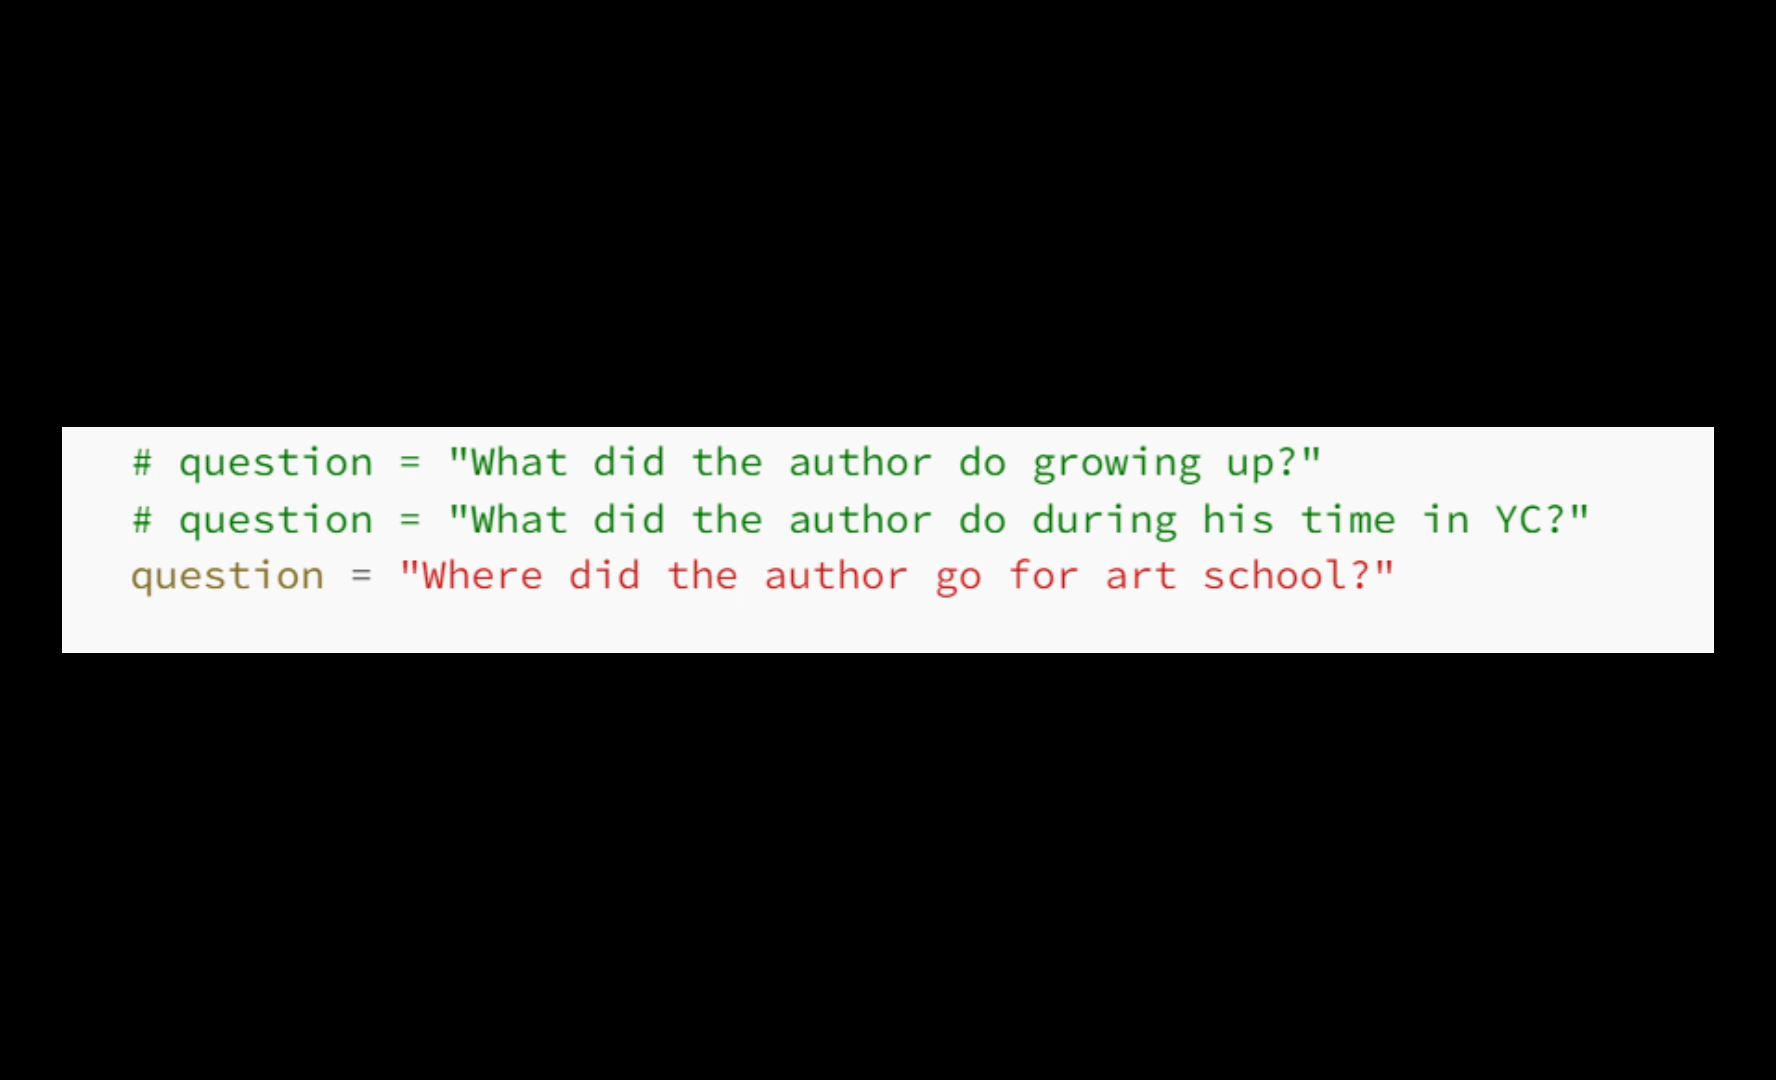 # question = "What did the author do growing up?"
# question = "What did the author do during his time in YC?"
question = "Where did the author go for art school?"